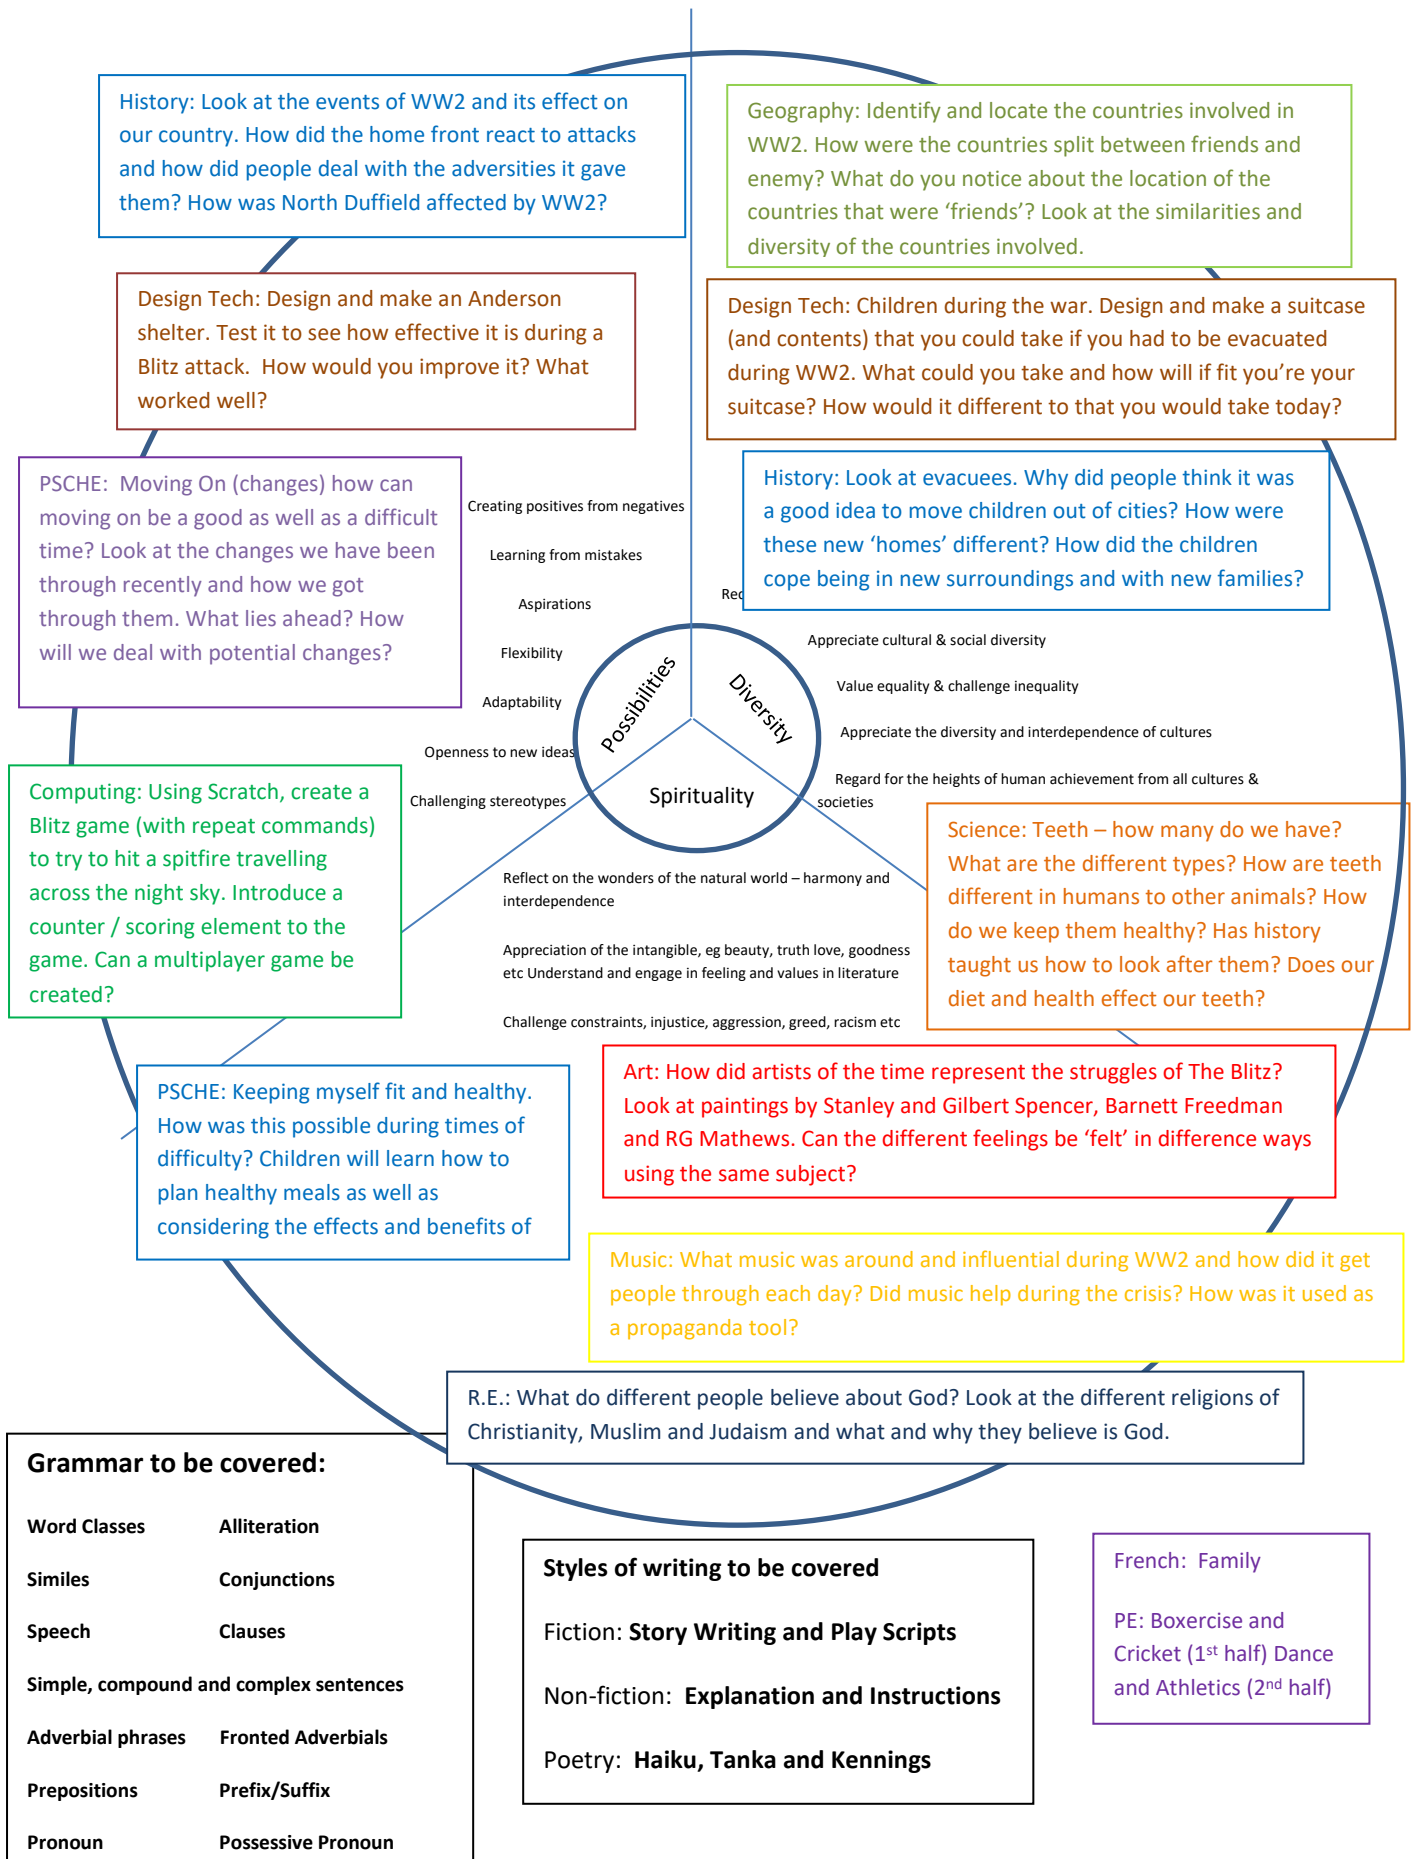 History: Look at the events of WW2 and its effect on
our country. How did the home front react to attacks
and how did people deal with the adversities it gave
them? How was North Duffield affected by WW2?
Geography: Identify and locate the countries involved in
WW2. How were the countries split between friends and
enemy? What do you notice about the location of the
countries that were ‘friends’? Look at the similarities and
diversity of the countries involved.
Design Tech: Design and make an Anderson
shelter. Test it to see how effective it is during a
Blitz attack.  How would you improve it? What
worked well?
Design Tech: Children during the war. Design and make a suitcase
(and contents) that you could take if you had to be evacuated
during WW2. What could you take and how will if fit you’re your
suitcase? How would it different to that you would take today?
PSCHE:  Moving On (changes) how can
moving on be a good as well as a difficult
time? Look at the changes we have been
through recently and how we got
through them. What lies ahead? How
will we deal with potential changes?
History: Look at evacuees. Why did people think it was
a good idea to move children out of cities? How were
these new ‘homes’ different? How did the children
cope being in new surroundings and with new families?
Creating positives from negatives
Learning from mistakes
Aspirations
Flexibility
Adaptability
Openness to new ideas
Challenging stereotypes
Appreciate cultural & social diversity
Value equality & challenge inequality
Appreciate the diversity and interdependence of cultures
Regard for the heights of human achievement from all cultures &
societies
Possibilities
Diversity
Spirituality
Computing: Using Scratch, create a
Blitz game (with repeat commands)
to try to hit a spitfire travelling
across the night sky. Introduce a
counter / scoring element to the
game. Can a multiplayer game be
created?
Science: Teeth – how many do we have?
What are the different types? How are teeth
different in humans to other animals? How
do we keep them healthy? Has history
taught us how to look after them? Does our
diet and health effect our teeth?
Reflect on the wonders of the natural world – harmony and
interdependence
Appreciation of the intangible, eg beauty, truth love, goodness
etc Understand and engage in feeling and values in literature
Challenge constraints, injustice, aggression, greed, racism etc
PSCHE: Keeping myself fit and healthy.
How was this possible during times of
difficulty? Children will learn how to
plan healthy meals as well as
considering the effects and benefits of
Art: How did artists of the time represent the struggles of The Blitz?
Look at paintings by Stanley and Gilbert Spencer, Barnett Freedman
and RG Mathews. Can the different feelings be ‘felt’ in difference ways
using the same subject?
Music: What music was around and influential during WW2 and how did it get
people through each day? Did music help during the crisis? How was it used as
a propaganda tool?
R.E.: What do different people believe about God? Look at the different religions of
Christianity, Muslim and Judaism and what and why they believe is God.
Grammar to be covered:
Word Classes Alliteration
Similes Conjunctions
Speech Clauses
Simple, compound and complex sentences
Adverbial phrases Fronted Adverbials
Prepositions Prefix/Suffix
Pronoun Possessive Pronoun
Styles of writing to be covered
Fiction: Story Writing and Play Scripts
Non-fiction:  Explanation and Instructions
Poetry:  Haiku, Tanka and Kennings
French:  Family
PE: Boxercise and
Cricket (1st half) Dance
and Athletics (2nd half)